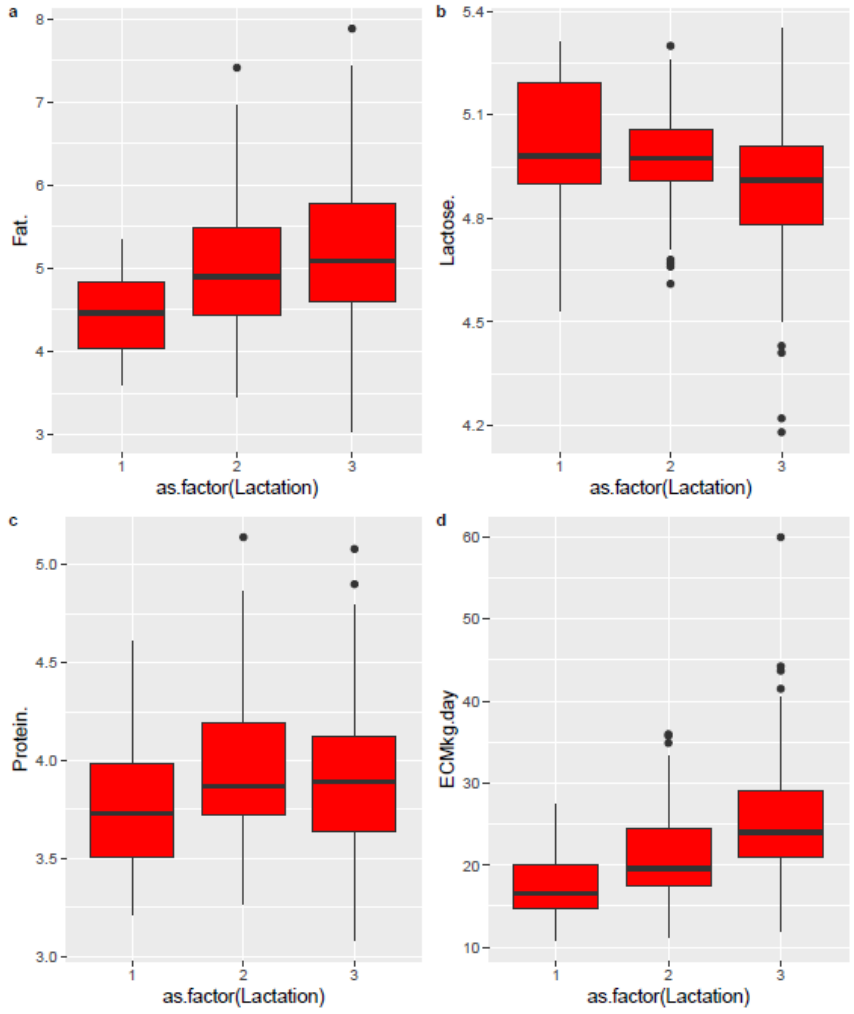 a
8
7
6
5
4
3
Fat.
1 2 3
as.factor(Lactation)
b
5.4
5.1
4.8
4.5
4.2
Lactose.
1 2 3
as.factor(Lactation)
c
5.0
4.5
4.0
3.5
3.0
Protein.
1 2 3
as.factor(Lactation)
d
60
50
40
30
20
10
ECMkg.day
1 2 3
as.factor(Lactation)